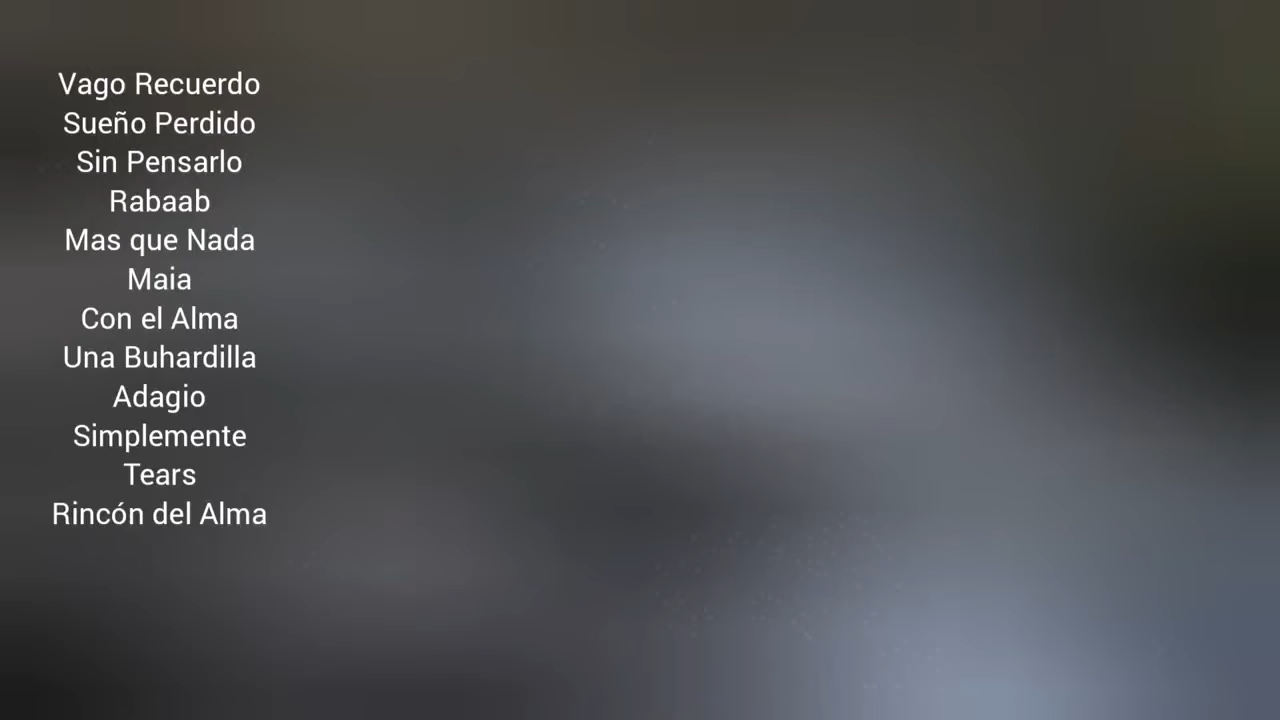 Vago Recuerdo
Sueño Perdido
Sin Pensarlo
Rabaab
Mas que Nada
Maia
Con el Alma
Una Buhardilla
Adagio
Simplemente
Tears
Rincón del Alma